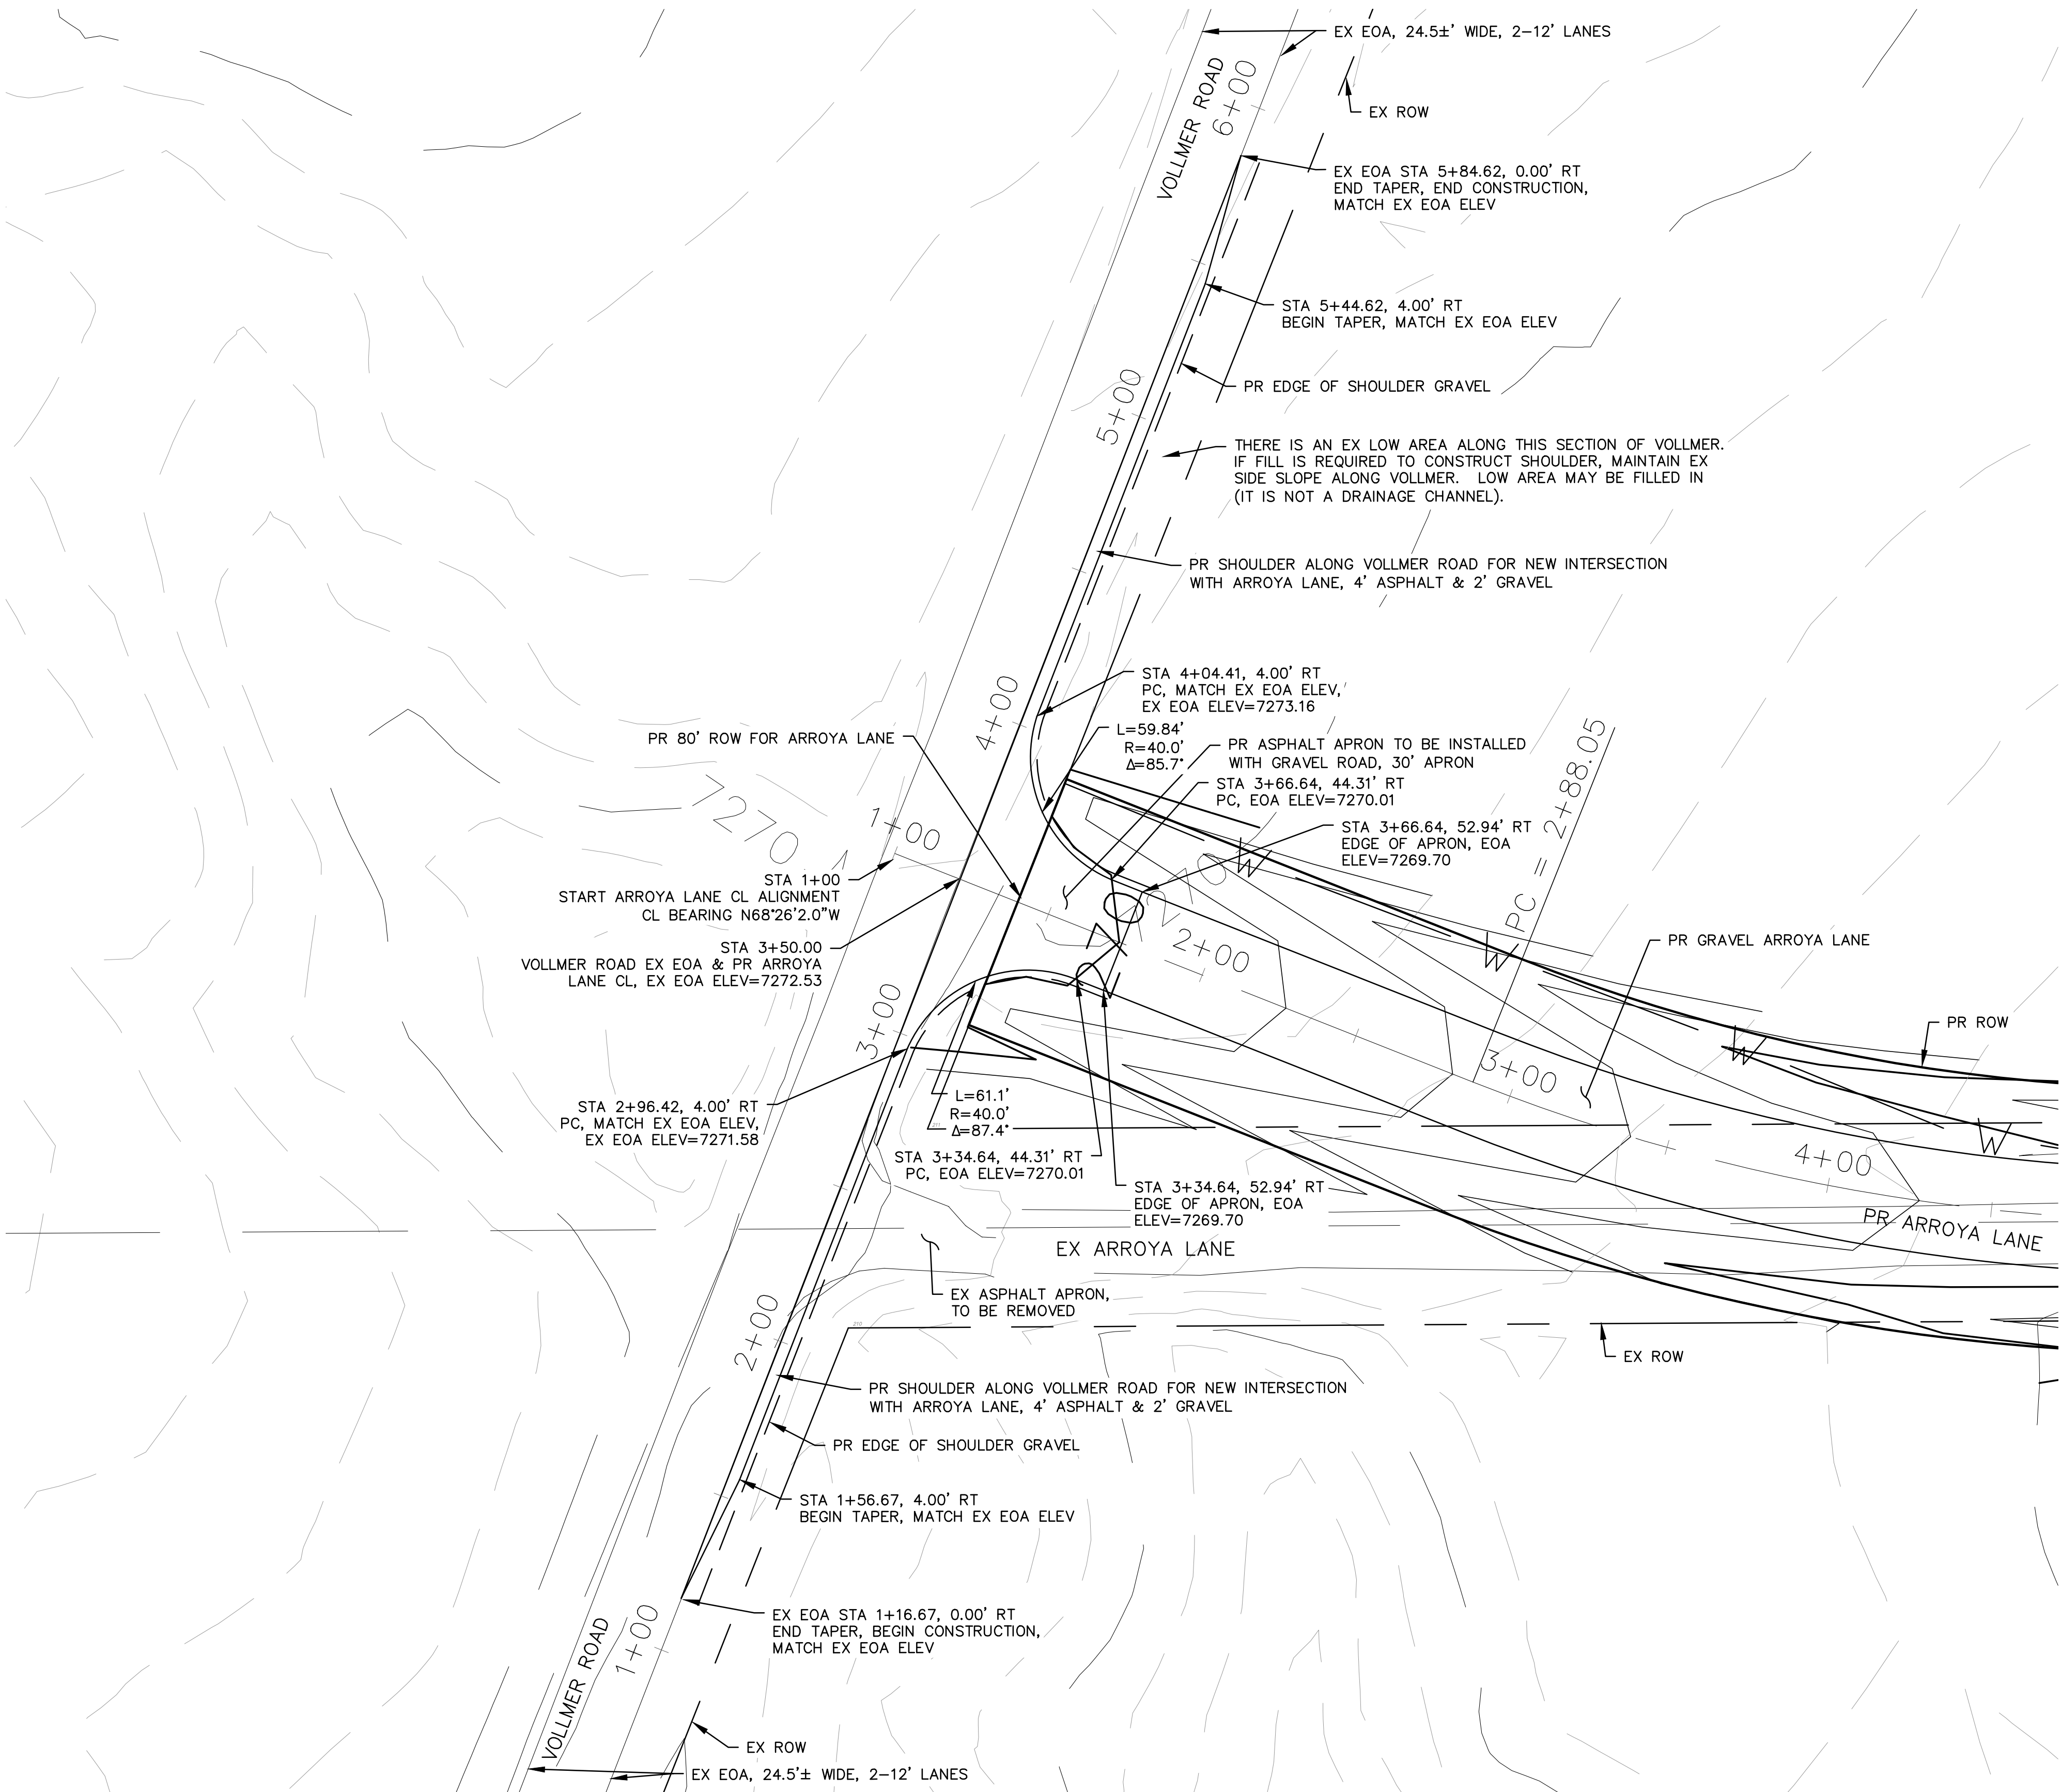 EX EOA, 24.5±' WIDE, 2–12' LANES
VOLLMER ROAD
6+00
EX ROW
EX EOA STA 5+84.62, 0.00' RT
END TAPER, END CONSTRUCTION,
MATCH EX EOA ELEV
STA 5+44.62, 4.00' RT
BEGIN TAPER, MATCH EX EOA ELEV
PR EDGE OF SHOULDER GRAVEL
5+00
THERE IS AN EX LOW AREA ALONG THIS SECTION OF VOLLMER.
IF FILL IS REQUIRED TO CONSTRUCT SHOULDER, MAINTAIN EX
SIDE SLOPE ALONG VOLLMER. LOW AREA MAY BE FILLED IN
(IT IS NOT A DRAINAGE CHANNEL).
PR SHOULDER ALONG VOLLMER ROAD FOR NEW INTERSECTION
WITH ARROYA LANE, 4' ASPHALT & 2' GRAVEL
STA 4+04.41, 4.00' RT
PC, MATCH EX EOA ELEV,
EX EOA ELEV=7273.16
4+00
PR 80' ROW FOR ARROYA LANE
L=59.84'
R=40.0'
Δ=85.7°
PR ASPHALT APRON TO BE INSTALLED
WITH GRAVEL ROAD, 30' APRON
STA 3+66.64, 44.31' RT
PC, EOA ELEV=7270.01
STA 3+66.64, 52.94' RT
EDGE OF APRON, EOA
ELEV=7269.70
PC = 2+88.05
7270
1+00
7270
W
STA 1+00
START ARROYA LANE CL ALIGNMENT
CL BEARING N68°26'2.0"W
STA 3+50.00
VOLLMER ROAD EX EOA & PR ARROYA
LANE CL, EX EOA ELEV=7272.53
2+00
W
PR GRAVEL ARROYA LANE
3+00
PR ROW
W
3+00
STA 2+96.42, 4.00' RT
PC, MATCH EX EOA ELEV,
EX EOA ELEV=7271.58
L=61.1'
R=40.0'
Δ=87.4°
211
W
STA 3+34.64, 44.31' RT
PC, EOA ELEV=7270.01
4+00
STA 3+34.64, 52.94' RT
EDGE OF APRON, EOA
ELEV=7269.70
PR ARROYA LANE
EX ARROYA LANE
EX ASPHALT APRON,
TO BE REMOVED
2+00
210
EX ROW
PR SHOULDER ALONG VOLLMER ROAD FOR NEW INTERSECTION
WITH ARROYA LANE, 4' ASPHALT & 2' GRAVEL
PR EDGE OF SHOULDER GRAVEL
STA 1+56.67, 4.00' RT
BEGIN TAPER, MATCH EX EOA ELEV
EX EOA STA 1+16.67, 0.00' RT
END TAPER, BEGIN CONSTRUCTION,
MATCH EX EOA ELEV
1+00
VOLLMER ROAD
EX ROW
EX EOA, 24.5'± WIDE, 2–12' LANES